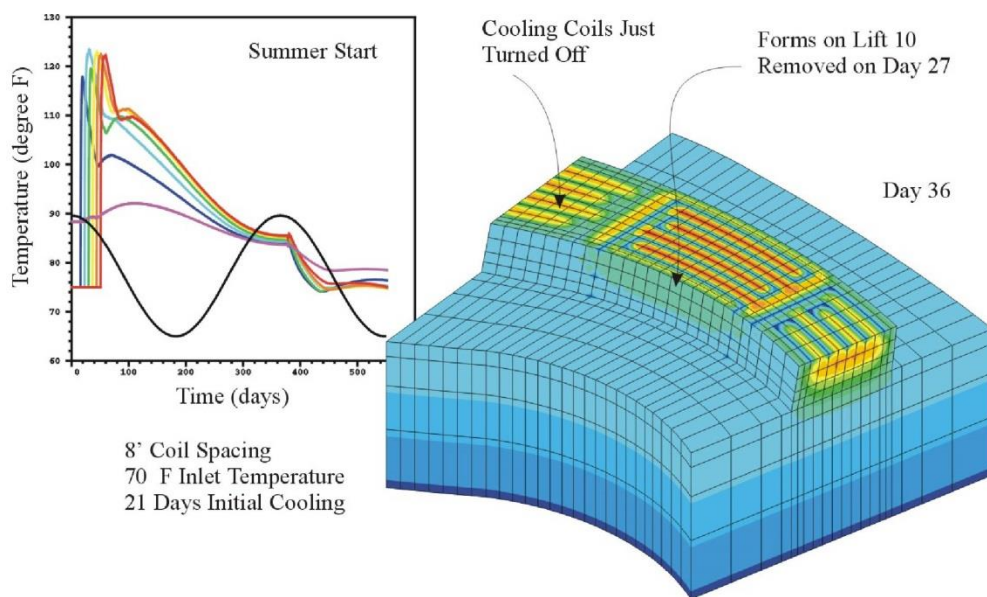 130
120
110
100
90
80
70
60
Temperature (degree F)
Summer Start
0
100
200
300
400
500
Time (days)
8' Coil Spacing
70 F Inlet Temperature
21 Days Initial Cooling
Cooling Coils Just
Turned Off
Forms on Lift 10
Removed on Day 27
Day 36